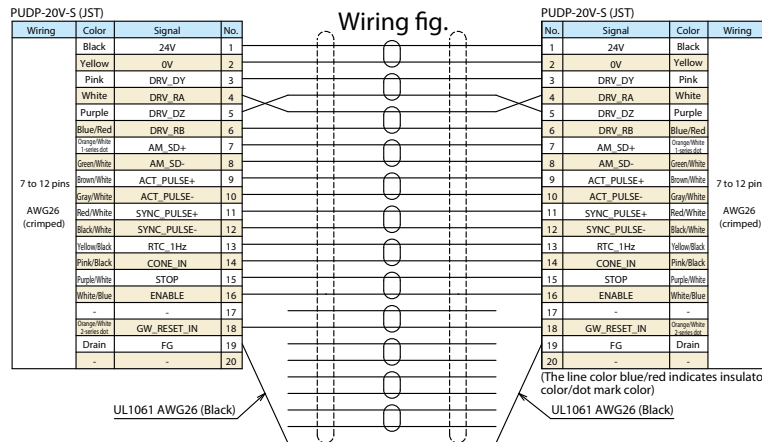 PUDP-20V-S (JST)
Wiring fig.
PUDP-20V-S (JST)
Wiring Color Signal No.
No. Signal Color Wiring
Black 24V 1
1 24V Black
Yellow 0V 2
2 0V Yellow
Pink DRV_DY 3
3 DRV_DY Pink
White DRV_RA 4
4 DRV_RA White
Purple DRV_DZ 5
5 DRV_DZ Purple
Blue/Red DRV_RB 6
6 DRV_RB Blue/Red
Orange/White
1-series dot
AM_SD+ 7
7 AM_SD+
Orange/White
1-series dot
Green/White AM_SD- 8
8 AM_SD- Green/White
Brown/White ACT_PULSE+ 9
9 ACT_PULSE+ Brown/White
7 to 12 pins
7 to 12 pins
Gray/White ACT_PULSE- 10
10 ACT_PULSE- Gray/White
AWG26
(crimped)
AWG26
(crimped)
Red/White SYNC_PULSE+ 11
11 SYNC_PULSE+ Red/White
Black/White SYNC_PULSE- 12
12 SYNC_PULSE- Black/White
Yellow/Black RTC_1Hz 13
13 RTC_1Hz Yellow/Black
Pink/Black CONE_IN 14
14 CONE_IN Pink/Black
Purple/White STOP 15
15 STOP Purple/White
White/Blue ENABLE 16
16 ENABLE White/Blue
- - 17
17 - -
Orange/White
2-series dot
GW_RESET_IN 18
18 GW_RESET_IN
Orange/White
2-series dot
Drain FG 19
19 FG Drain
- - 20
20 - -
(The line color blue/red indicates insulato
color/dot mark color)
UL1061 AWG26 (Black)
UL1061 AWG26 (Black)